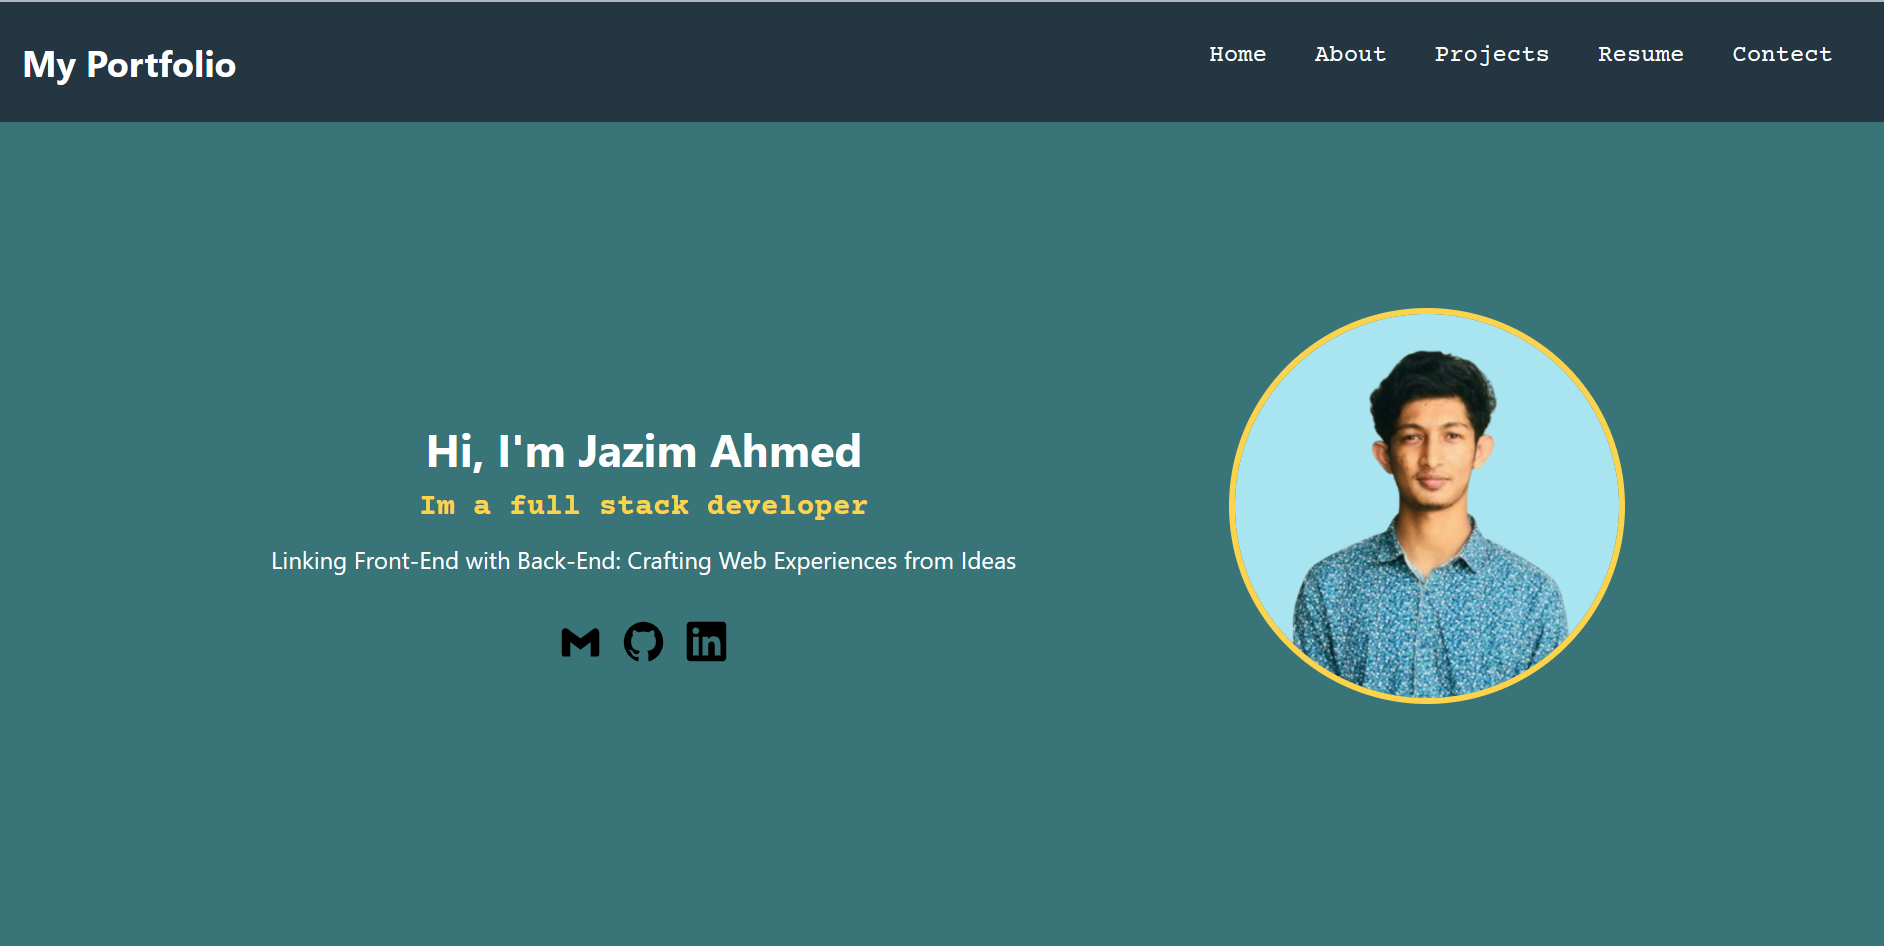 My Portfolio
Home About Projects Resume Contect
Hi, I'm Jazim Ahmed
Im a full stack developer
Linking Front-End with Back-End: Crafting Web Experiences from Ideas
in